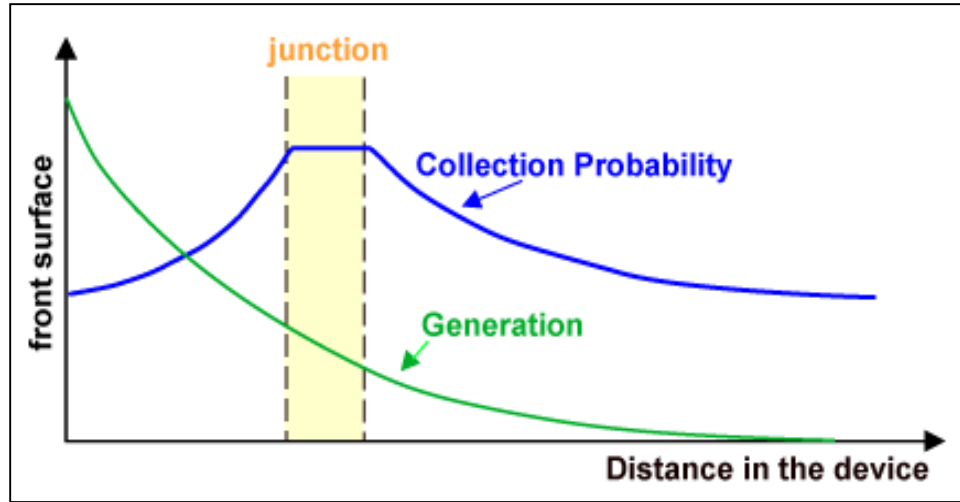 junction
Collection Probability
front surface
Generation
Distance in the device